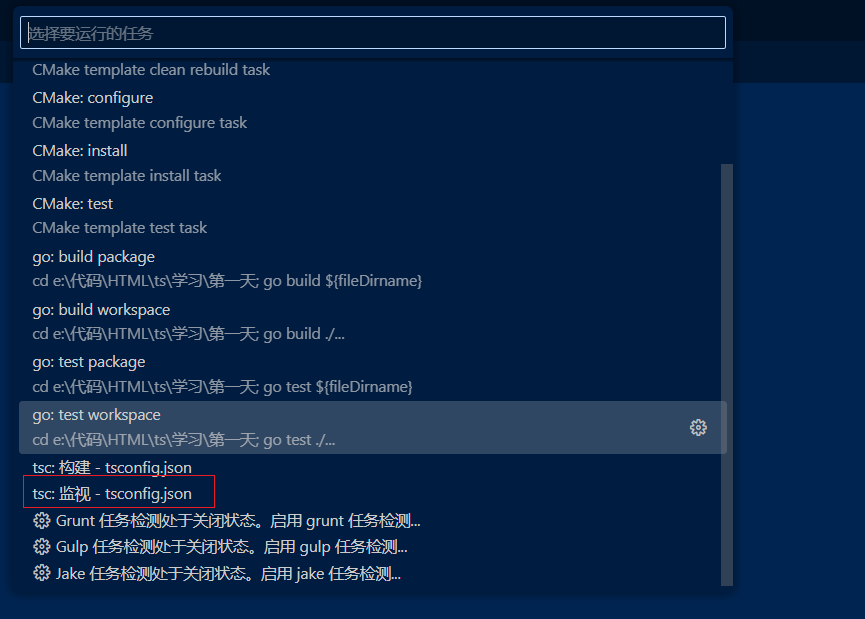 选择要运行的任务
CMake template clean rebuild task
CMake: configure
CMake template configure task
CMake: install
CMake template install task
CMake: test
CMake template test task
go: build package
cd e:\代码\HTML\ts\学习\第一天; go build ${fileDirname}
go: build workspace
cd e:\代码\HTML\ts\学习\第一天; go build ./...
go: test package
cd e:\代码\HTML\ts\学习\第一天; go test ${fileDirname}
go: test workspace
cd e:\代码\HTML\ts\学习\第一天; go test ./...
tsc: 构建 - tsconfig.json
tsc: 监视 - tsconfig.json
Grunt 任务检测处于关闭状态。启用 grunt 任务检测...
Gulp 任务检测处于关闭状态。启用 gulp 任务检测...
Jake 任务检测处于关闭状态。启用 jake 任务检测...